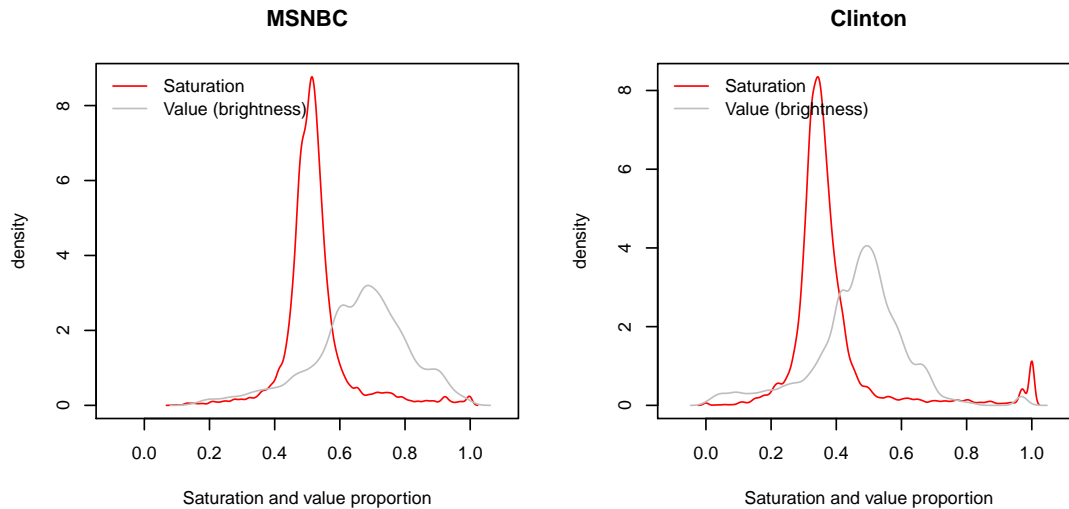 MSNBC
Saturation
Value (brightness)
density
8
6
4
2
0
0.0 0.2 0.4 0.6 0.8 1.0
Saturation and value proportion
Clinton
Saturation
Value (brightness)
density
8
6
4
2
0
0.0 0.2 0.4 0.6 0.8 1.0
Saturation and value proportion